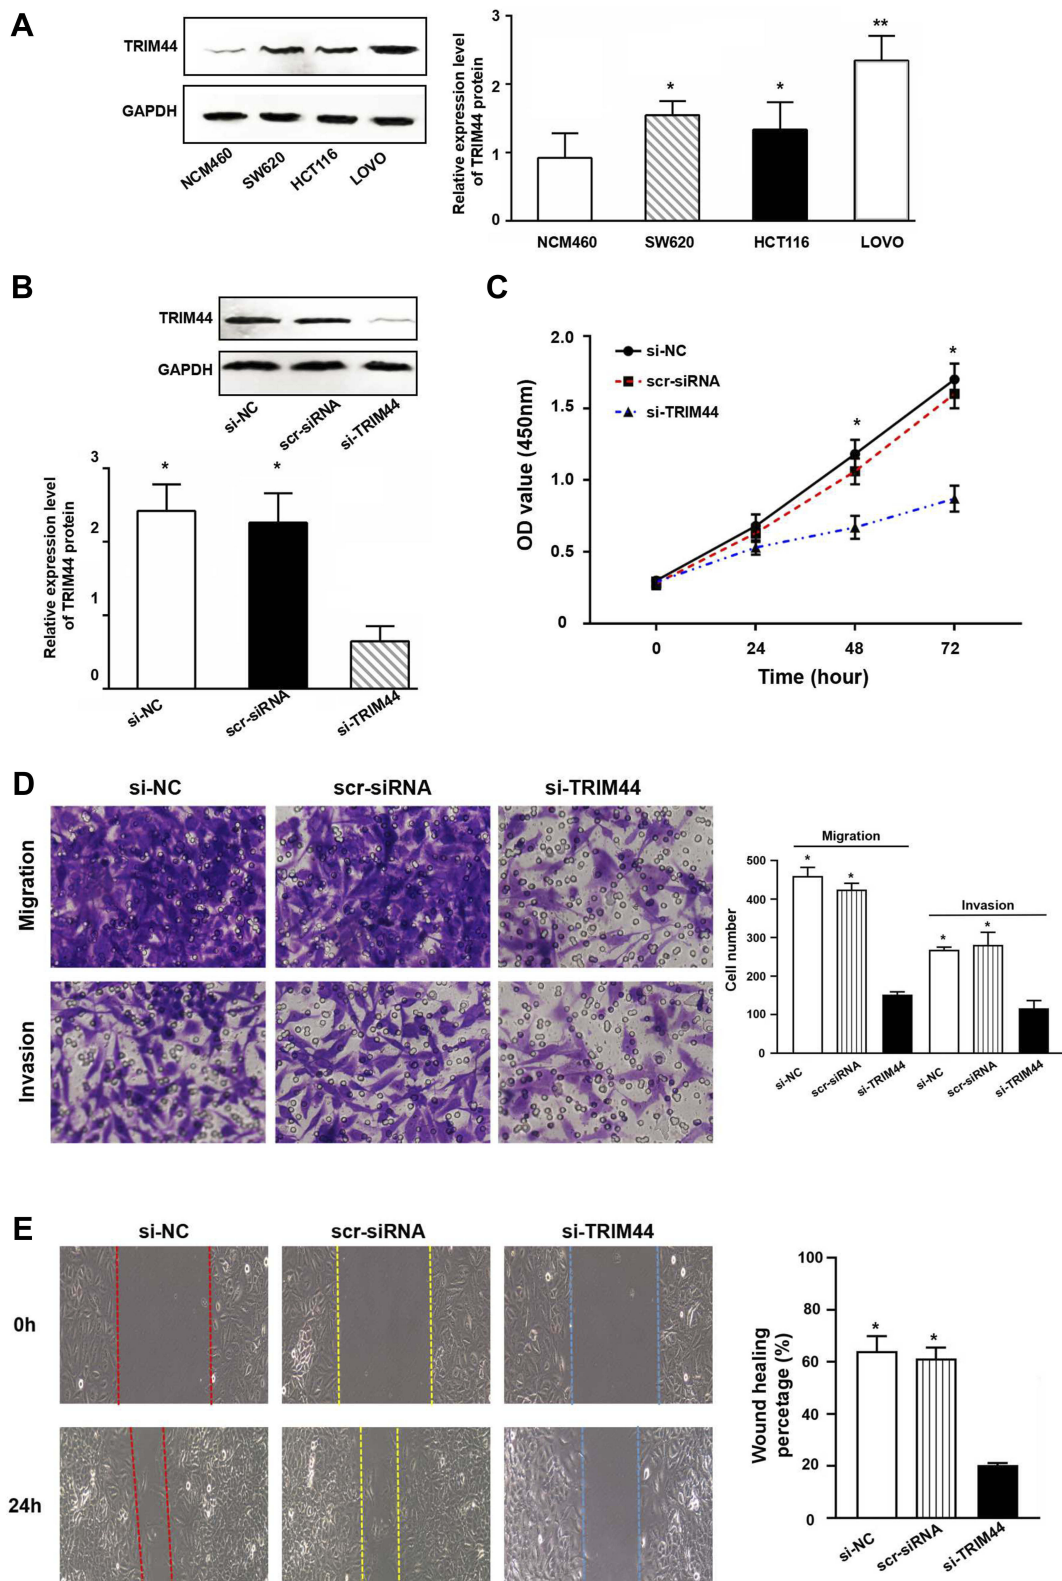 A
TRIM44
GAPDH
NCM460
SW620
HCT116
LOVO
Relative expression level
of TRIM44 protein
3
2
1
0
*
*
**
NCM460
SW620
HCT116
LOVO
B
TRIM44
GAPDH
si-NC
scr-siRNA
si-TRIM44
Relative expression level
of TRIM44 protein
3
2
1
0
*
*
si-NC
scr-siRNA
si-TRIM44
C
OD value (450nm)
2.0
1.5
1.0
0.5
0
si-NC
scr-siRNA
si-TRIM44
*
*
0
24
48
72
Time (hour)
D
si-NC
scr-siRNA
si-TRIM44
Migration
Invasion
Cell number
500
400
300
200
100
0
Migration
*
*
Invasion
*
*
si-NC
scr-siRNA
si-TRIM44
si-NC
scr-siRNA
si-TRIM44
E
si-NC
scr-siRNA
si-TRIM44
0h
24h
Wound healing
percetage (%)
100
80
60
40
20
0
*
*
si-NC
scr-siRNA
si-TRIM44